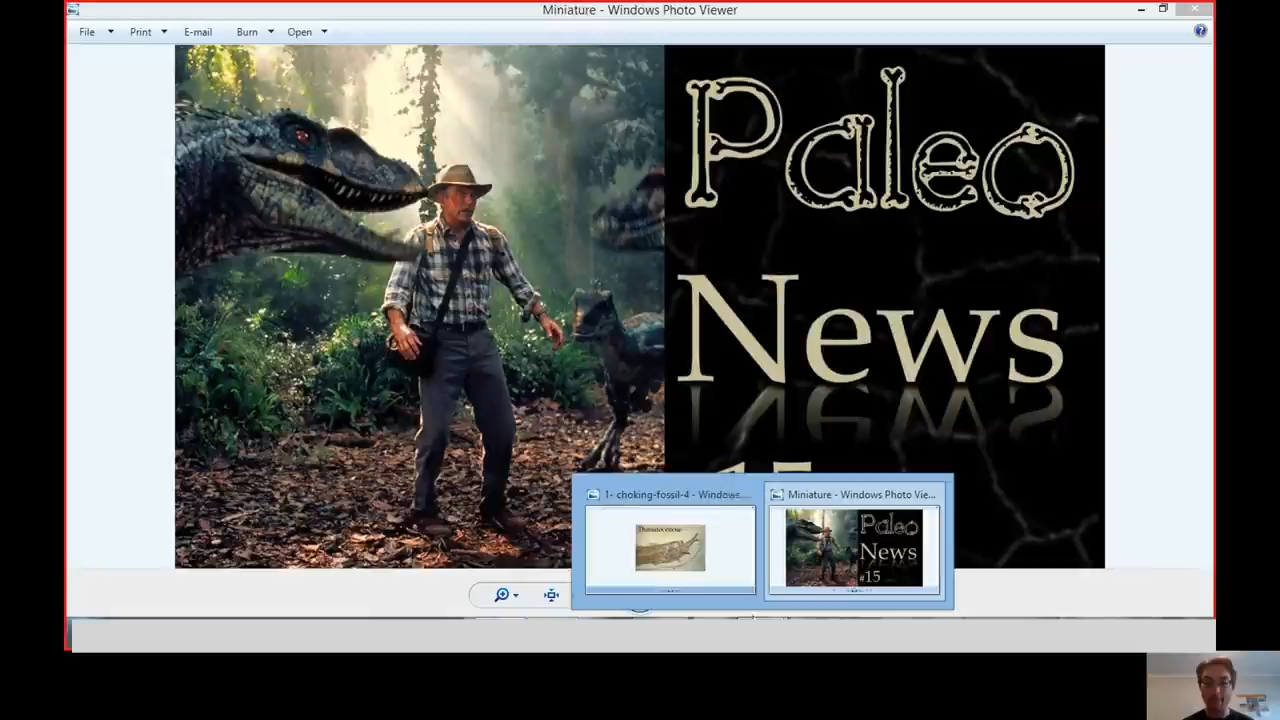 Miniature - Windows Photo Viewer
File Print E-mail Burn Open
Paleo
News
1- choking-fossil-4 - Windows....
Miniature - Windows Photo Vie...
Paleo
News
#15